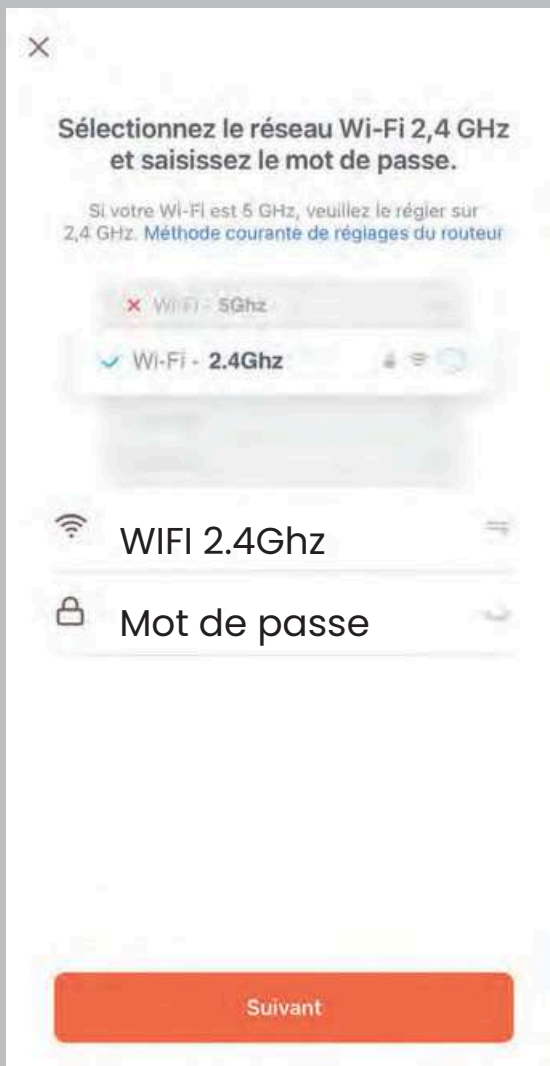 Sélectionnez le réseau Wi-Fi 2,4 GHz
et saisissez le mot de passe.
Si votre Wi-Fi est 5 GHz, veuillez le régler sur
2,4 GHz. Méthode courante de réglages du routeur
Wi-Fi - 5Ghz
Wi-Fi - 2.4Ghz
WIFI 2.4Ghz
Mot de passe
Suivant